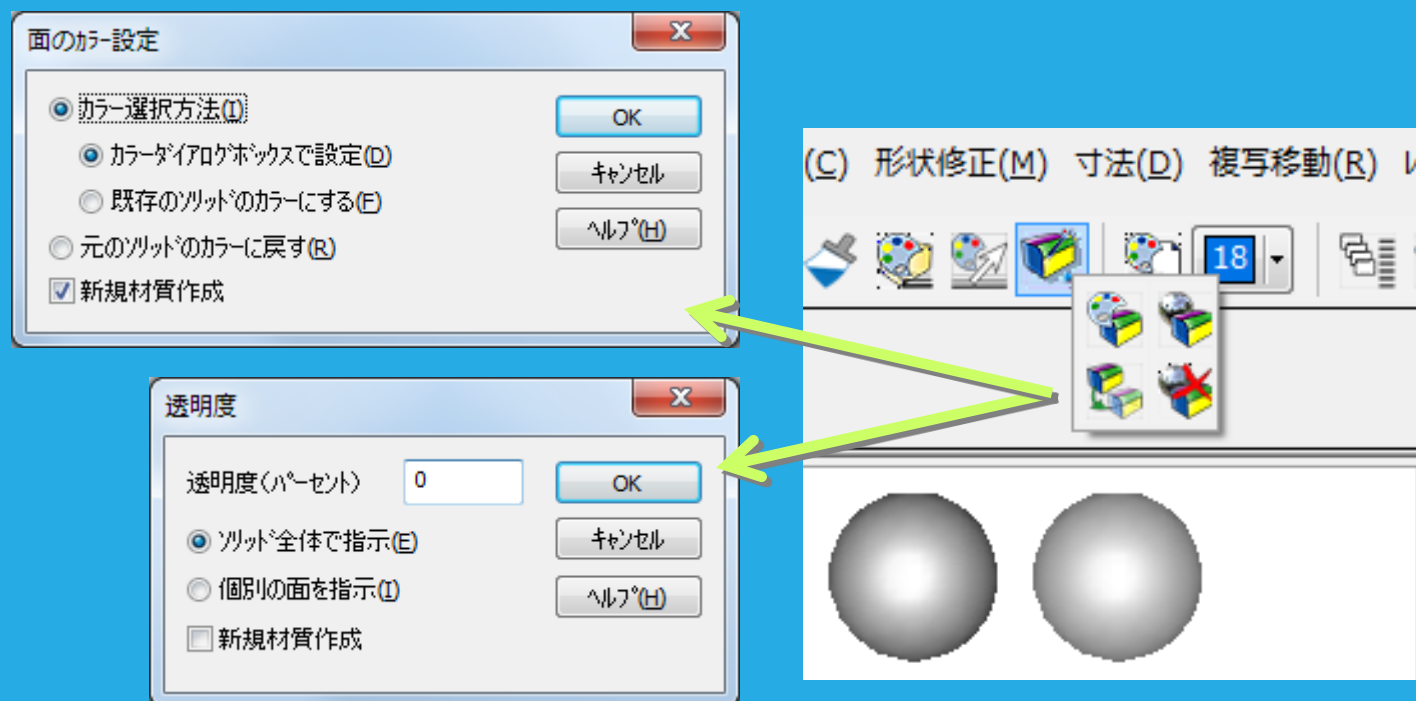 面のｶﾗｰ設定
ｶﾗｰ選択方法(I)
ｶﾗｰﾀﾞｲｱﾛｸﾞﾎﾞｯｸｽで設定(D)
既存のｿﾘｯﾄﾞのｶﾗｰにする(F)
元のｿﾘｯﾄﾞのｶﾗｰに戻す(R)
新規材質作成
OK
ｷｬﾝｾﾙ
ﾍﾙﾌﾟ(H)
(C) 形状修正(M) 寸法(D) 複写移動(R)
18
透明度
透明度(ﾊﾟｰｾﾝﾄ) 0
ｿﾘｯﾄﾞ全体で指示(E)
個別の面を指示(I)
新規材質作成
OK
ｷｬﾝｾﾙ
ﾍﾙﾌﾟ(H)